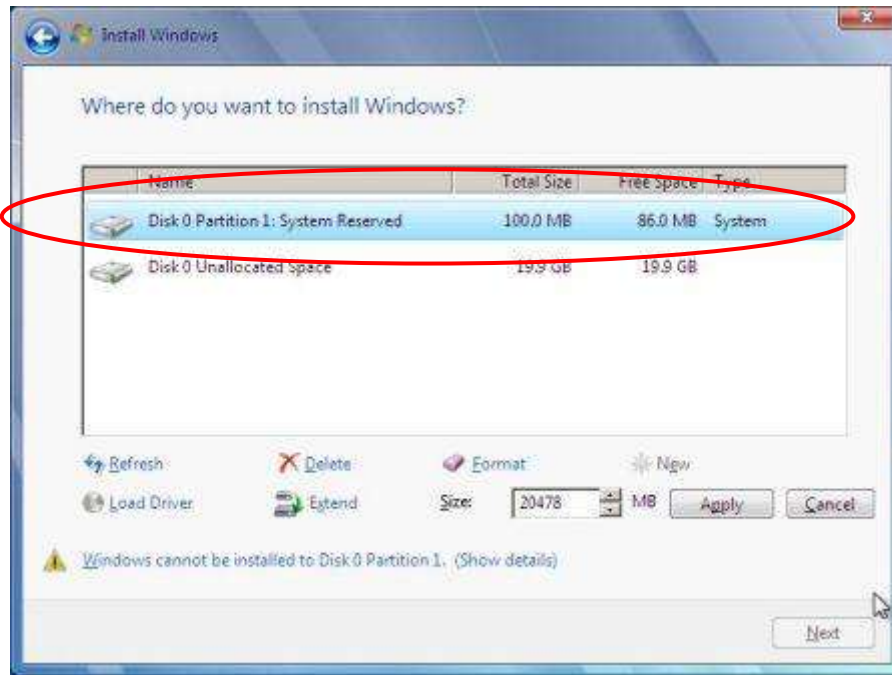 Install Windows
Where do you want to install Windows?
Name Total Size Free Space Type
Disk 0 Partition 1: System Reserved 100.0 MB 86.0 MB System
Disk 0 Unallocated Space 19.9 GB 19.9 GB
Refresh Delete Format New
Load Driver Extend Size: 20478 MB Apply Cancel
Windows cannot be installed to Disk 0 Partition 1. (Show details)
Next